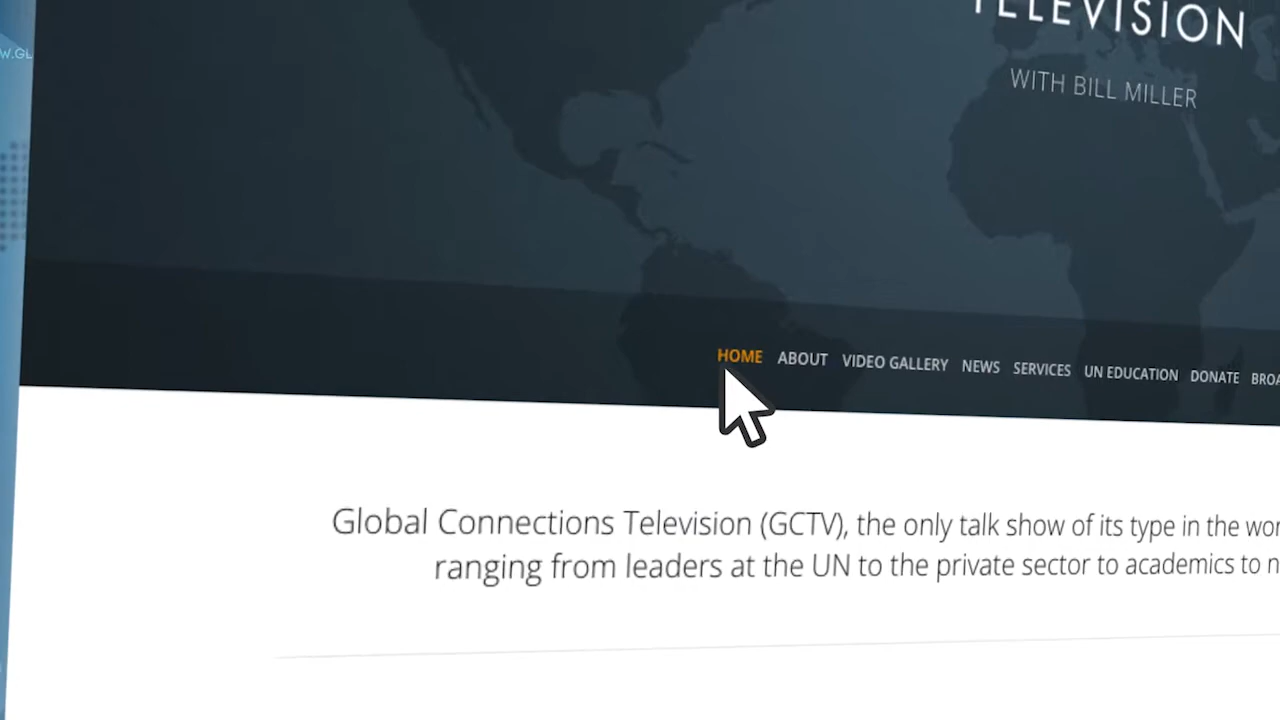 TELEVISION
WITH BILL MILLER
HOME ABOUT VIDEO GALLERY NEWS SERVICES UN EDUCATION DONATE
Global Connections Television (GCTV), the only talk show of its type in the
ranging from leaders at the UN to the private sector to academics to